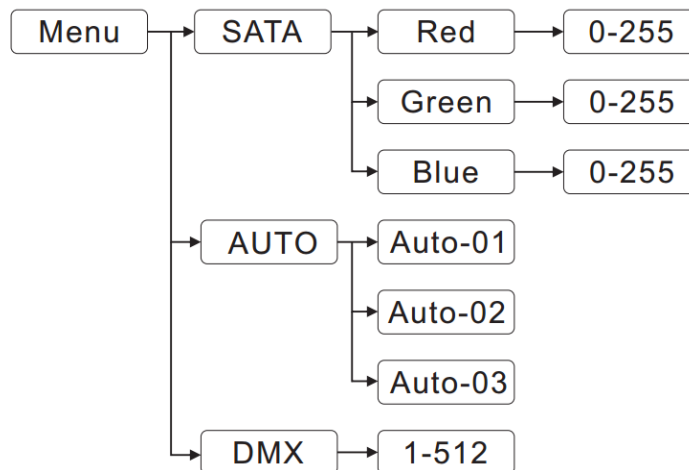 Menu SATA Red 0-255
Green 0-255
Blue 0-255
AUTO Auto-01
Auto-02
Auto-03
DMX 1-512